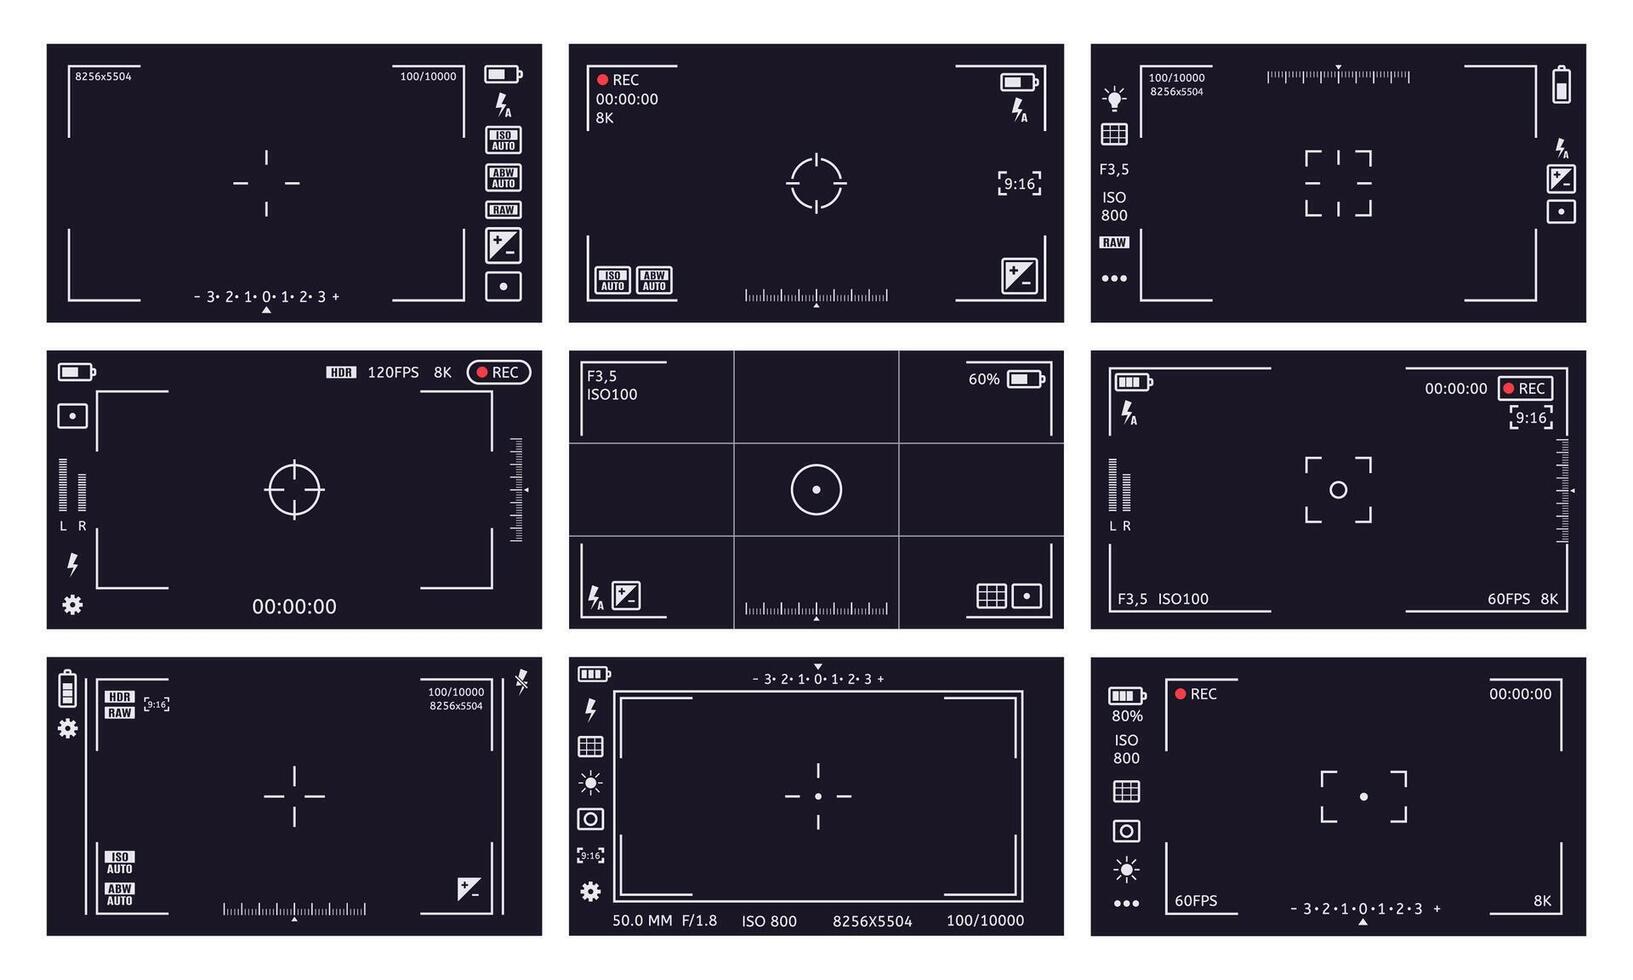 8256x5504 100/10000
A
ISO
AUTO
ABW
AUTO
RAW
- 3• 2• 1• 0• 1• 2• 3 +
REC
00:00:00
8K
A
9:16
ISO
AUTO
ABW
AUTO
100/10000
8256x5504
F3,5
ISO
800
RAW
A
HDR 120FPS 8K REC
L R
00:00:00
F3,5
ISO100
60%
A
00:00:00 REC
9:16
A
L R
F3,5 ISO100
60FPS 8K
HDR
RAW
9:16
100/10000
8256x5504
ISO
AUTO
ABW
AUTO
- 3• 2• 1• 0• 1• 2• 3 +
9:16
50.0 MM F/1.8 ISO 800 8256X5504 100/10000
80%
ISO
800
REC
00:00:00
60FPS
8K
- 3•2•1•0•1•2•3 +